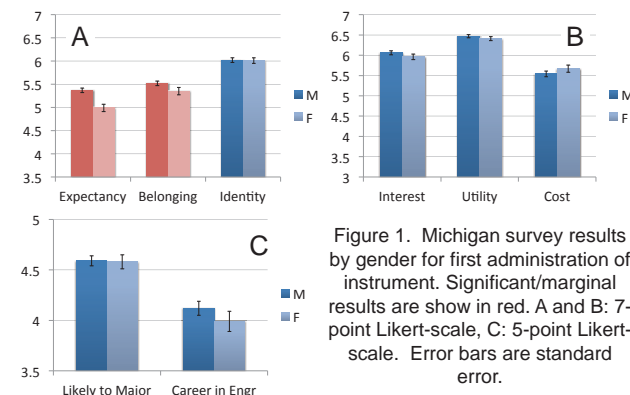 7
6.5
6
5.5
5
4.5
4
3.5
A
M
F
Expectancy Belonging Identity
7
6.5
6
5.5
5
4.5
4
3.5
3
B
M
F
Interest Utility Cost
5
4.5
4
3.5
C
M
F
Likely to Major Career in Engr
Figure 1. Michigan survey results
by gender for first administration of
instrument. Significant/marginal
results are show in red. A and B: 7-
point Likert-scale, C: 5-point Likert-
scale. Error bars are standard
error.